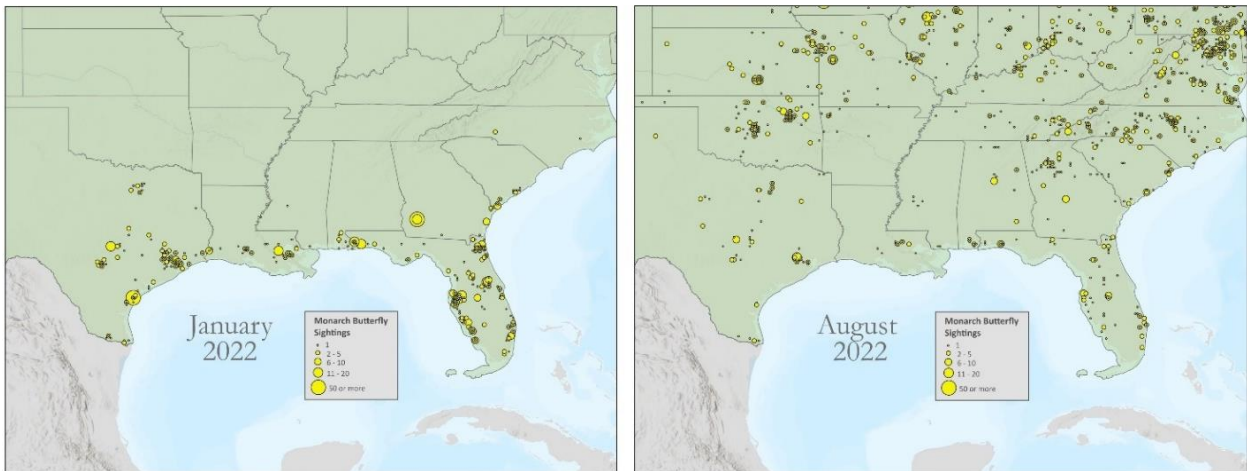 January
2022
Monarch Butterfly
Sightings
1
2 - 5
6 - 10
11 - 20
50 or more
August
2022
Monarch Butterfly
Sightings
1
2 - 5
6 - 10
11 - 20
50 or more